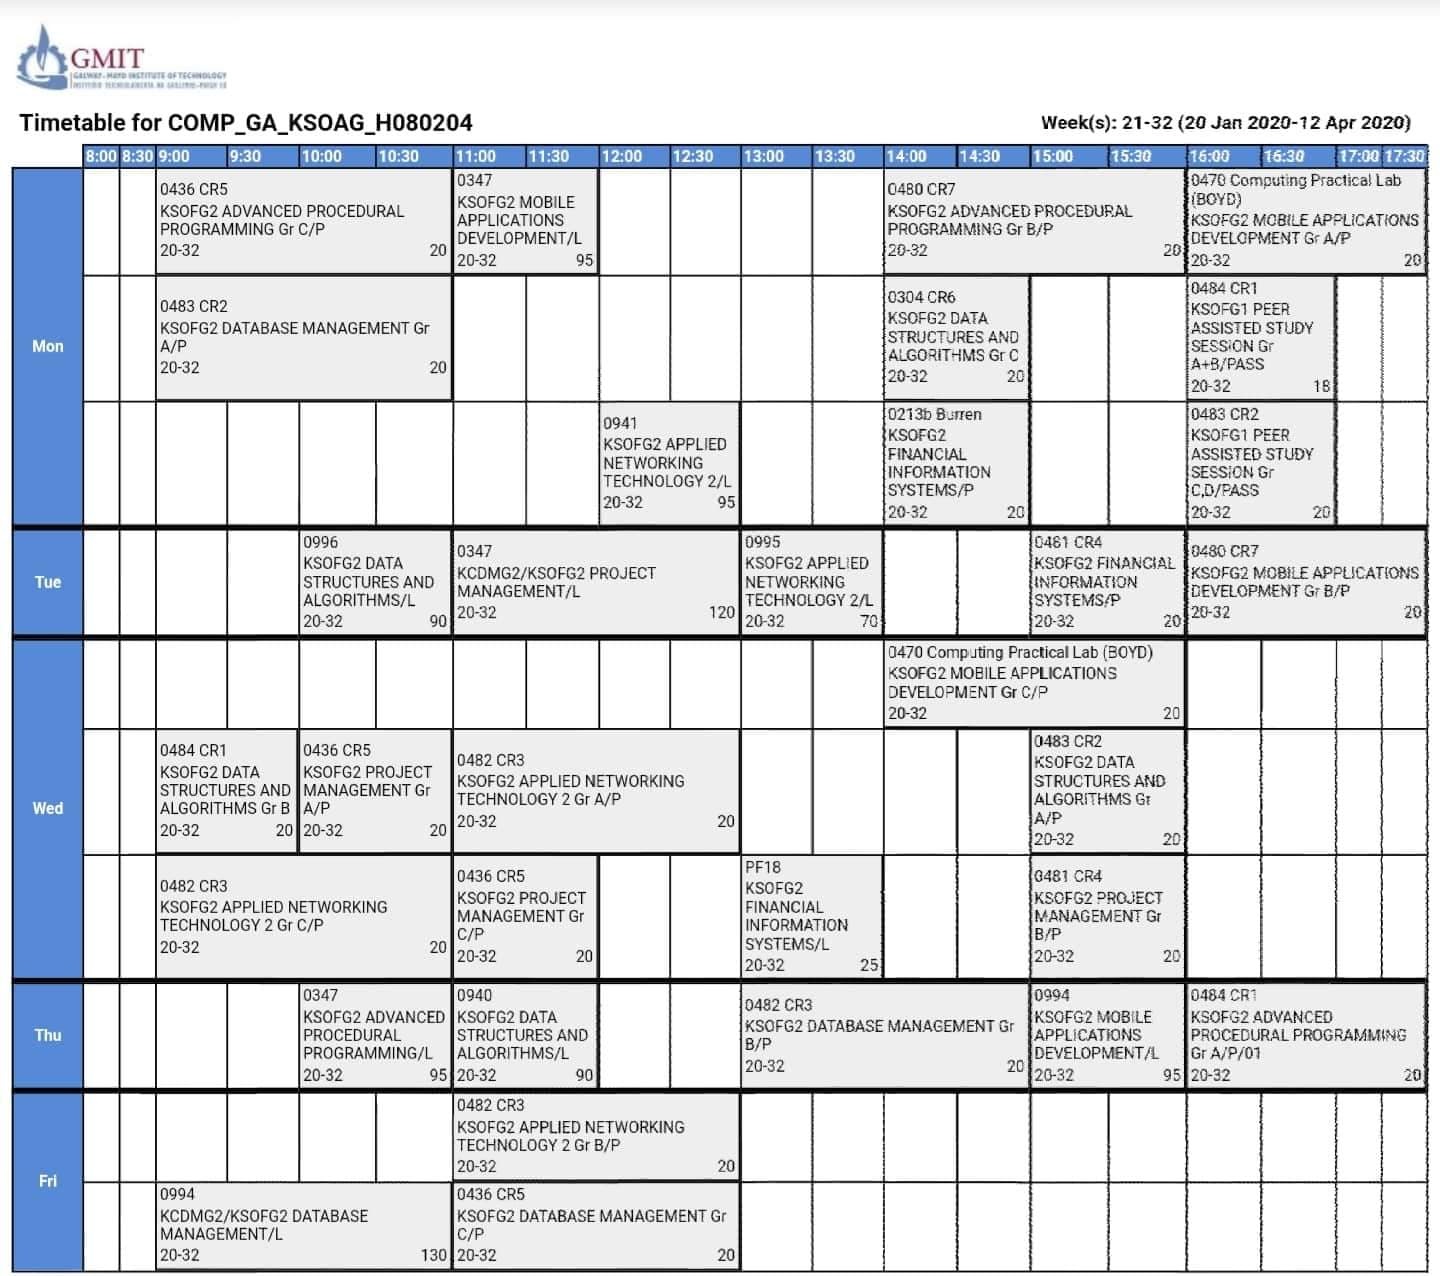 GMIT
GALWAY-MAYO INSTITUTE OF TECHNOLOGY
Timetable for COMP_GA_KSOAG_H080204
Week(s): 21-32 (20 Jan 2020-12 Apr 2020)
8:00 8:30 9:00 9:30 10:00 10:30 11:00 11:30 12:00 12:30 13:00 13:30 14:00 14:30 15:00 15:30 16:00 16:30 17:00 17:30
Mon
0436 CR5
KSOFG2 ADVANCED PROCEDURAL
PROGRAMMING Gr C/P
20-32 20
0347
KSOFG2 MOBILE
APPLICATIONS
DEVELOPMENT/L
20-32 95
0480 CR7
KSOFG2 ADVANCED PROCEDURAL
PROGRAMMING Gr B/P
20-32 20
0470 Computing Practical Lab
(BOYD)
KSOFG2 MOBILE APPLICATIONS
DEVELOPMENT Gr A/P
20-32 20
0483 CR2
KSOFG2 DATABASE MANAGEMENT Gr
A/P
20-32 20
0304 CR6
KSOFG2 DATA
STRUCTURES AND
ALGORITHMS Gr C
20-32 20
0484 CR1
KSOFG1 PEER
ASSISTED STUDY
SESSION Gr
A+B/PASS
20-32 18
0941
KSOFG2 APPLIED
NETWORKING
TECHNOLOGY 2/L
20-32 95
0213b Burren
KSOFG2
FINANCIAL
INFORMATION
SYSTEMS/P
20-32 20
0483 CR2
KSOFG1 PEER
ASSISTED STUDY
SESSION Gr
C,D/PASS
20-32 20
Tue
0996
KSOFG2 DATA
STRUCTURES AND
ALGORITHMS/L
20-32 90
0347
KCDMG2/KSOFG2 PROJECT
MANAGEMENT/L
20-32 120
0995
KSOFG2 APPLIED
NETWORKING
TECHNOLOGY 2/L
20-32 70
0481 CR4
KSOFG2 FINANCIAL
INFORMATION
SYSTEMS/P
20-32 20
0480 CR7
KSOFG2 MOBILE APPLICATIONS
DEVELOPMENT Gr B/P
20-32 20
Wed
0470 Computing Practical Lab (BOYD)
KSOFG2 MOBILE APPLICATIONS
DEVELOPMENT Gr C/P
20-32 20
0484 CR1
KSOFG2 DATA
STRUCTURES AND
ALGORITHMS Gr B
20-32 20
0436 CR5
KSOFG2 PROJECT
MANAGEMENT Gr
A/P
20-32 20
0482 CR3
KSOFG2 APPLIED NETWORKING
TECHNOLOGY 2 Gr A/P
20-32 20
0483 CR2
KSOFG2 DATA
STRUCTURES AND
ALGORITHMS Gr
A/P
20-32 20
0482 CR3
KSOFG2 APPLIED NETWORKING
TECHNOLOGY 2 Gr C/P
20-32 20
0436 CR5
KSOFG2 PROJECT
MANAGEMENT Gr
C/P
20-32 20
PF18
KSOFG2
FINANCIAL
INFORMATION
SYSTEMS/L
20-32 25
0481 CR4
KSOFG2 PROJECT
MANAGEMENT Gr
B/P
20-32 20
Thu
0347
KSOFG2 ADVANCED
PROCEDURAL
PROGRAMMING/L
20-32 95
0940
KSOFG2 DATA
STRUCTURES AND
ALGORITHMS/L
20-32 90
0482 CR3
KSOFG2 DATABASE MANAGEMENT Gr
B/P
20-32 20
0994
KSOFG2 MOBILE
APPLICATIONS
DEVELOPMENT/L
20-32 95
0484 CR1
KSOFG2 ADVANCED
PROCEDURAL PROGRAMMING
Gr A/P/01
20-32 20
Fri
0482 CR3
KSOFG2 APPLIED NETWORKING
TECHNOLOGY 2 Gr B/P
20-32 20
0994
KCDMG2/KSOFG2 DATABASE
MANAGEMENT/L
20-32 130
0436 CR5
KSOFG2 DATABASE MANAGEMENT Gr
C/P
20-32 20